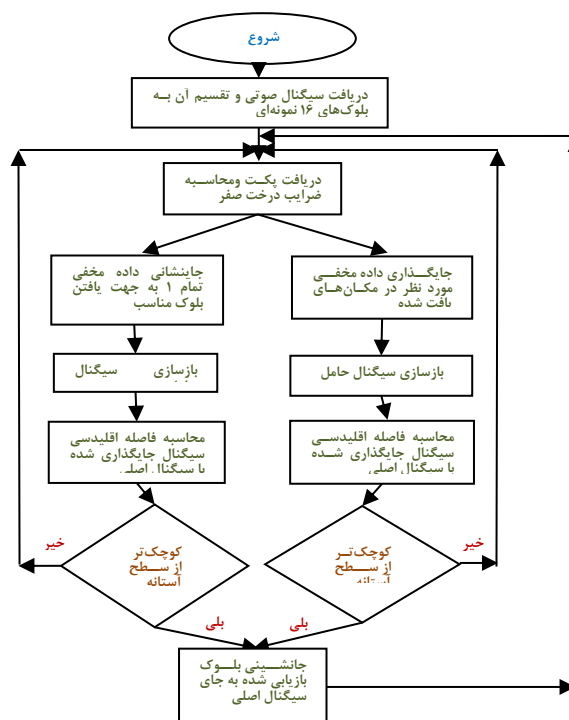 شروع
دریافت سیگنال صوتی و تقسیم آن به
بلوک‌های ۱۶ نمونه‌ای
دریافت پکت ومحاسبه
ضرایب درخت صفر
جایگذاری داده مخفی
مورد نظر در مکان‌های
یافت شده
جاینشانی داده مخفی
تمام ۱ به جهت یافتن
بلوک مناسب
بازسازی سیگنال حامل
بازسازی سیگنال
محاسبه فاصله اقلیدسی
سیگنال جایگذاری شده
با سیگنال اصلی
محاسبه فاصله اقلیدسی
سیگنال جایگذاری شده
با سیگنال اصلی
خیر
کوچک‌تر
از سطح
آستانه
خیر
کوچک‌تر
از سطح
آستانه
بلی
بلی
جانشینی بلوک
بازیابی شده به جای
سیگنال اصلی